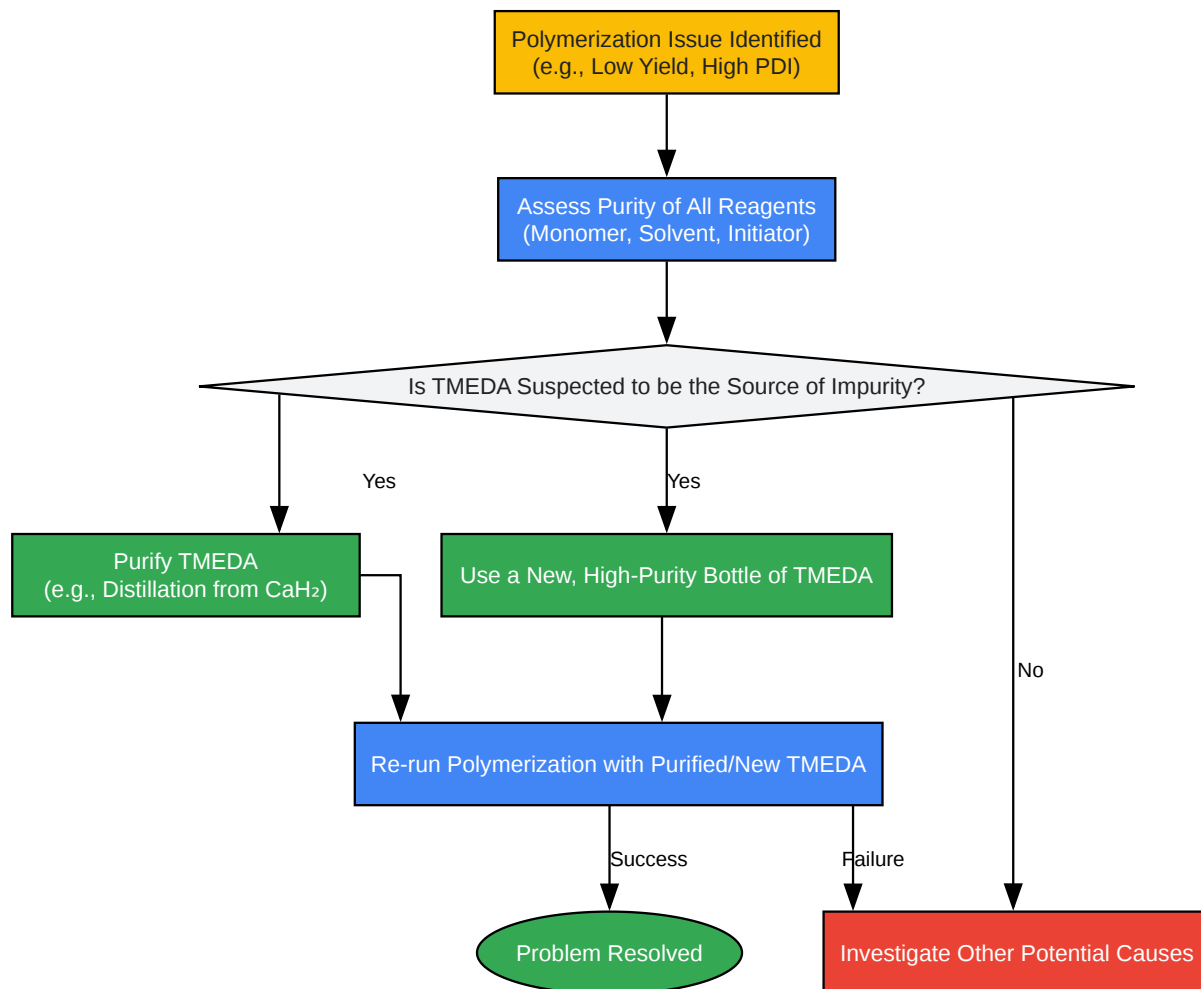 Polymerization Issue Identified
(e.g., Low Yield, High PDI)
Assess Purity of All Reagents
(Monomer, Solvent, Initiator)
Is TMEDA Suspected to be the Source of Impurity?
Yes
Yes
Purify TMEDA
(e.g., Distillation from CaH₂)
Use a New, High-Purity Bottle of TMEDA
No
Re-run Polymerization with Purified/New TMEDA
Success
Failure
Problem Resolved
Investigate Other Potential Causes